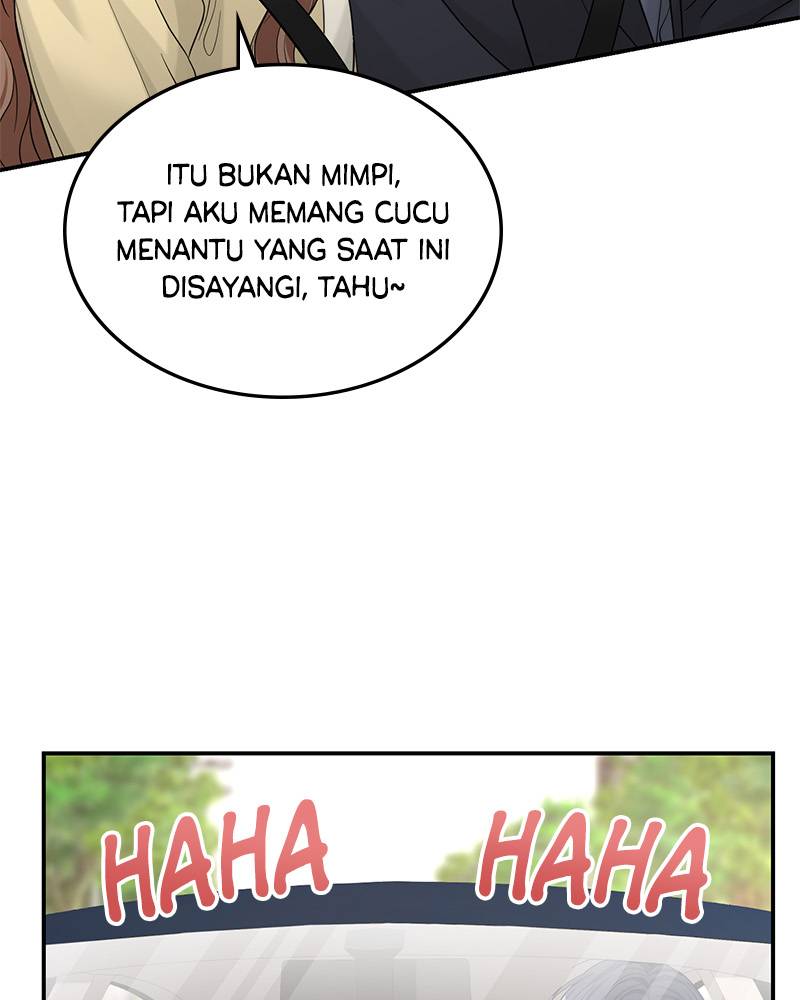 ITU BUKAN MIMPI,
TAPI AKU MEMANG CUCU
MENANTU YANG SAAT INI
DISAYANGI, TAHU~
HAHA HAHA